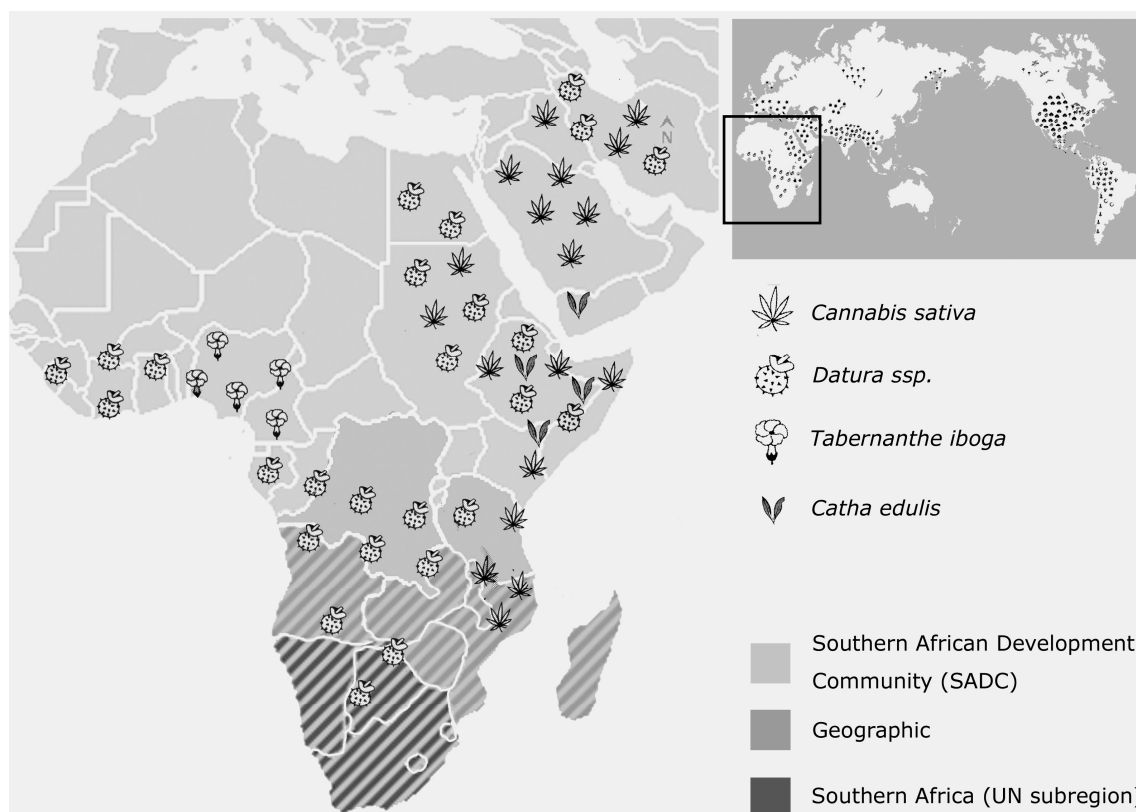 N
Cannabis sativa
Datura ssp.
Tabernanthe iboga
Catha edulis
Southern African Development
Community (SADC)
Geographic
Southern Africa (UN subregion)